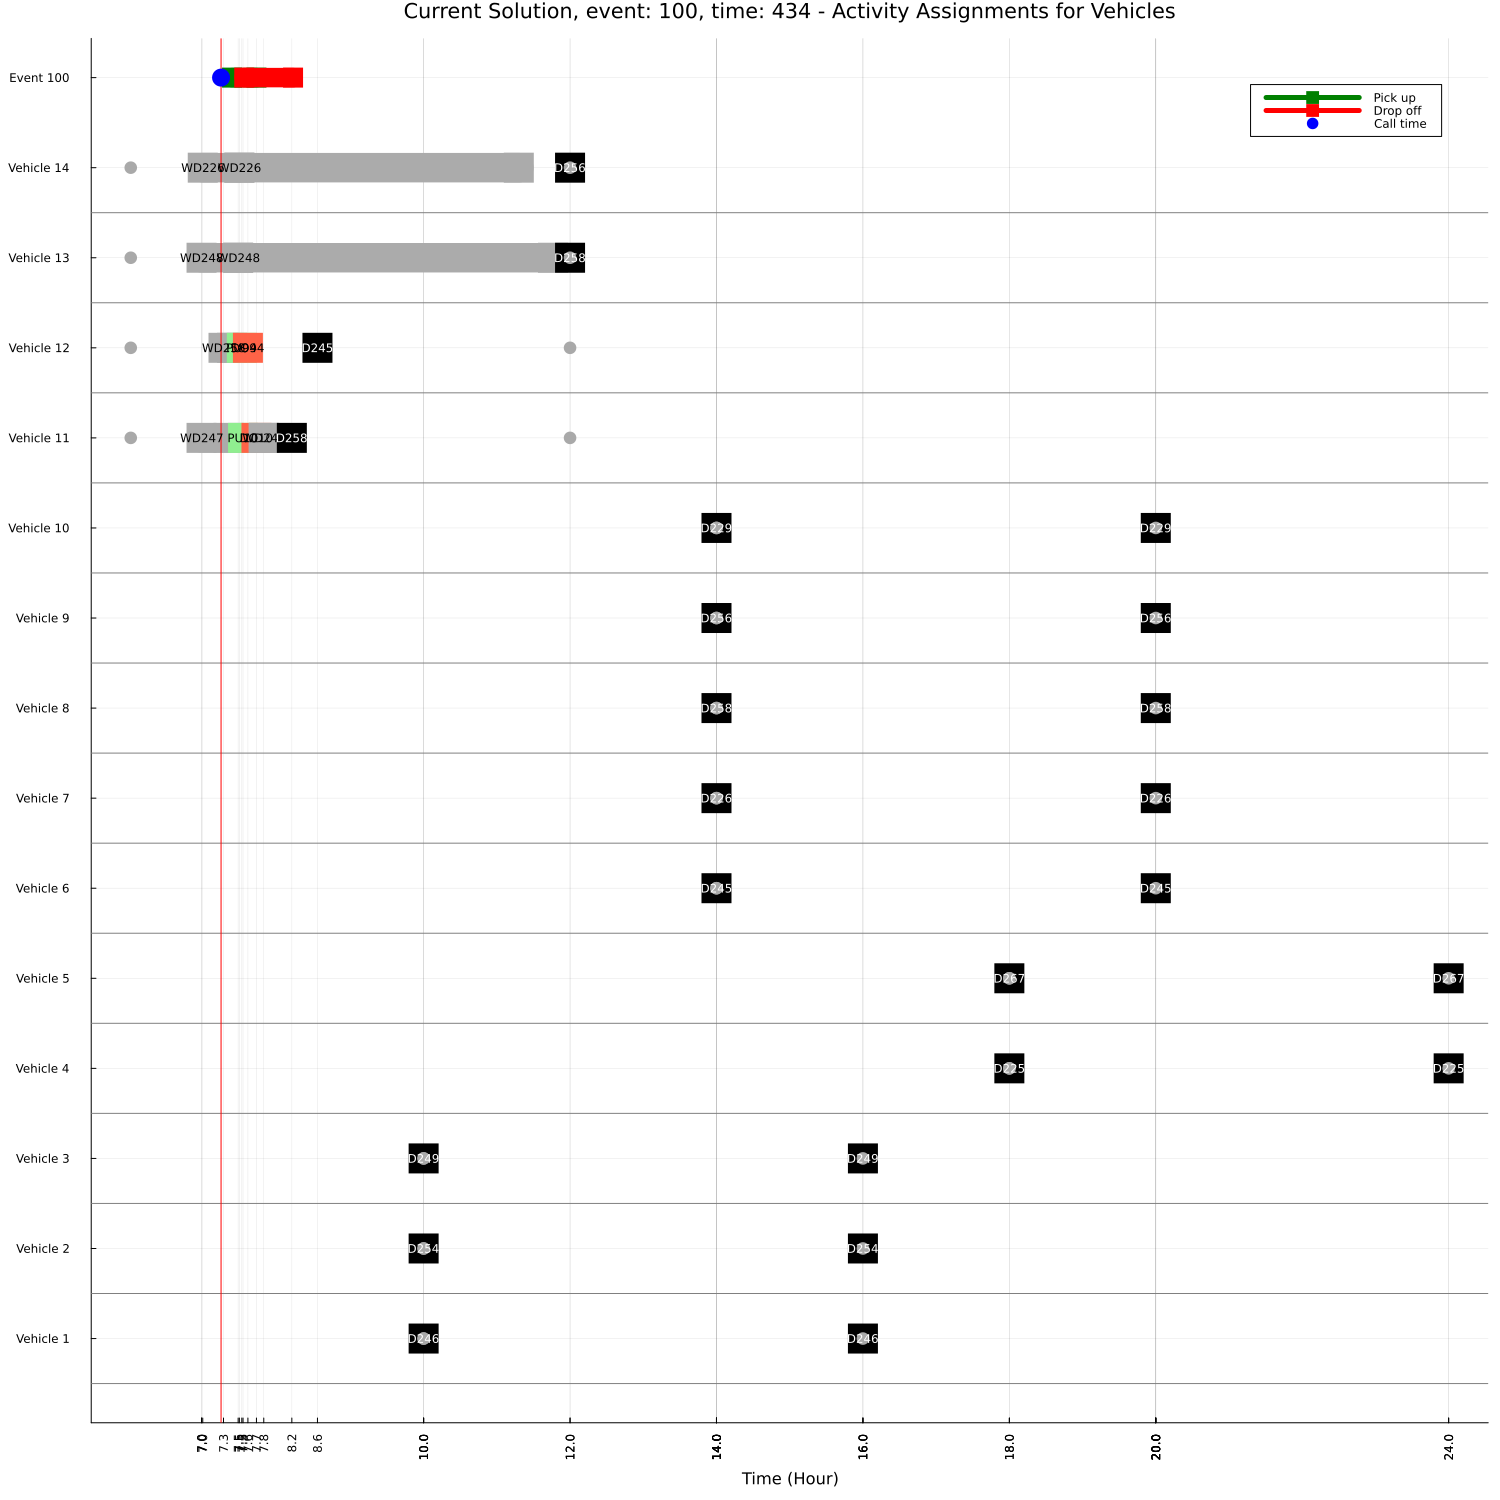 Current Solution, event: 100, time: 434 - Activity Assignments for Vehicles
Event 100
Pick up
Drop off
Call time
Vehicle 14
WD226 WD226 D256
Vehicle 13
WD248 WD248 D258
Vehicle 12
D245
Vehicle 11
WD247 D258
Vehicle 10
D229 D229
Vehicle 9
D256 D256
Vehicle 8
D258 D258
Vehicle 7
D226 D226
Vehicle 6
D245 D245
Vehicle 5
D267 D267
Vehicle 4
D225 D225
Vehicle 3
D249 D249
Vehicle 2
D254 D254
Vehicle 1
D246 D246
7.0 7.3 7.8 8.2 8.6 10.0 12.0 14.0 16.0 18.0 20.0 24.0
Time (Hour)